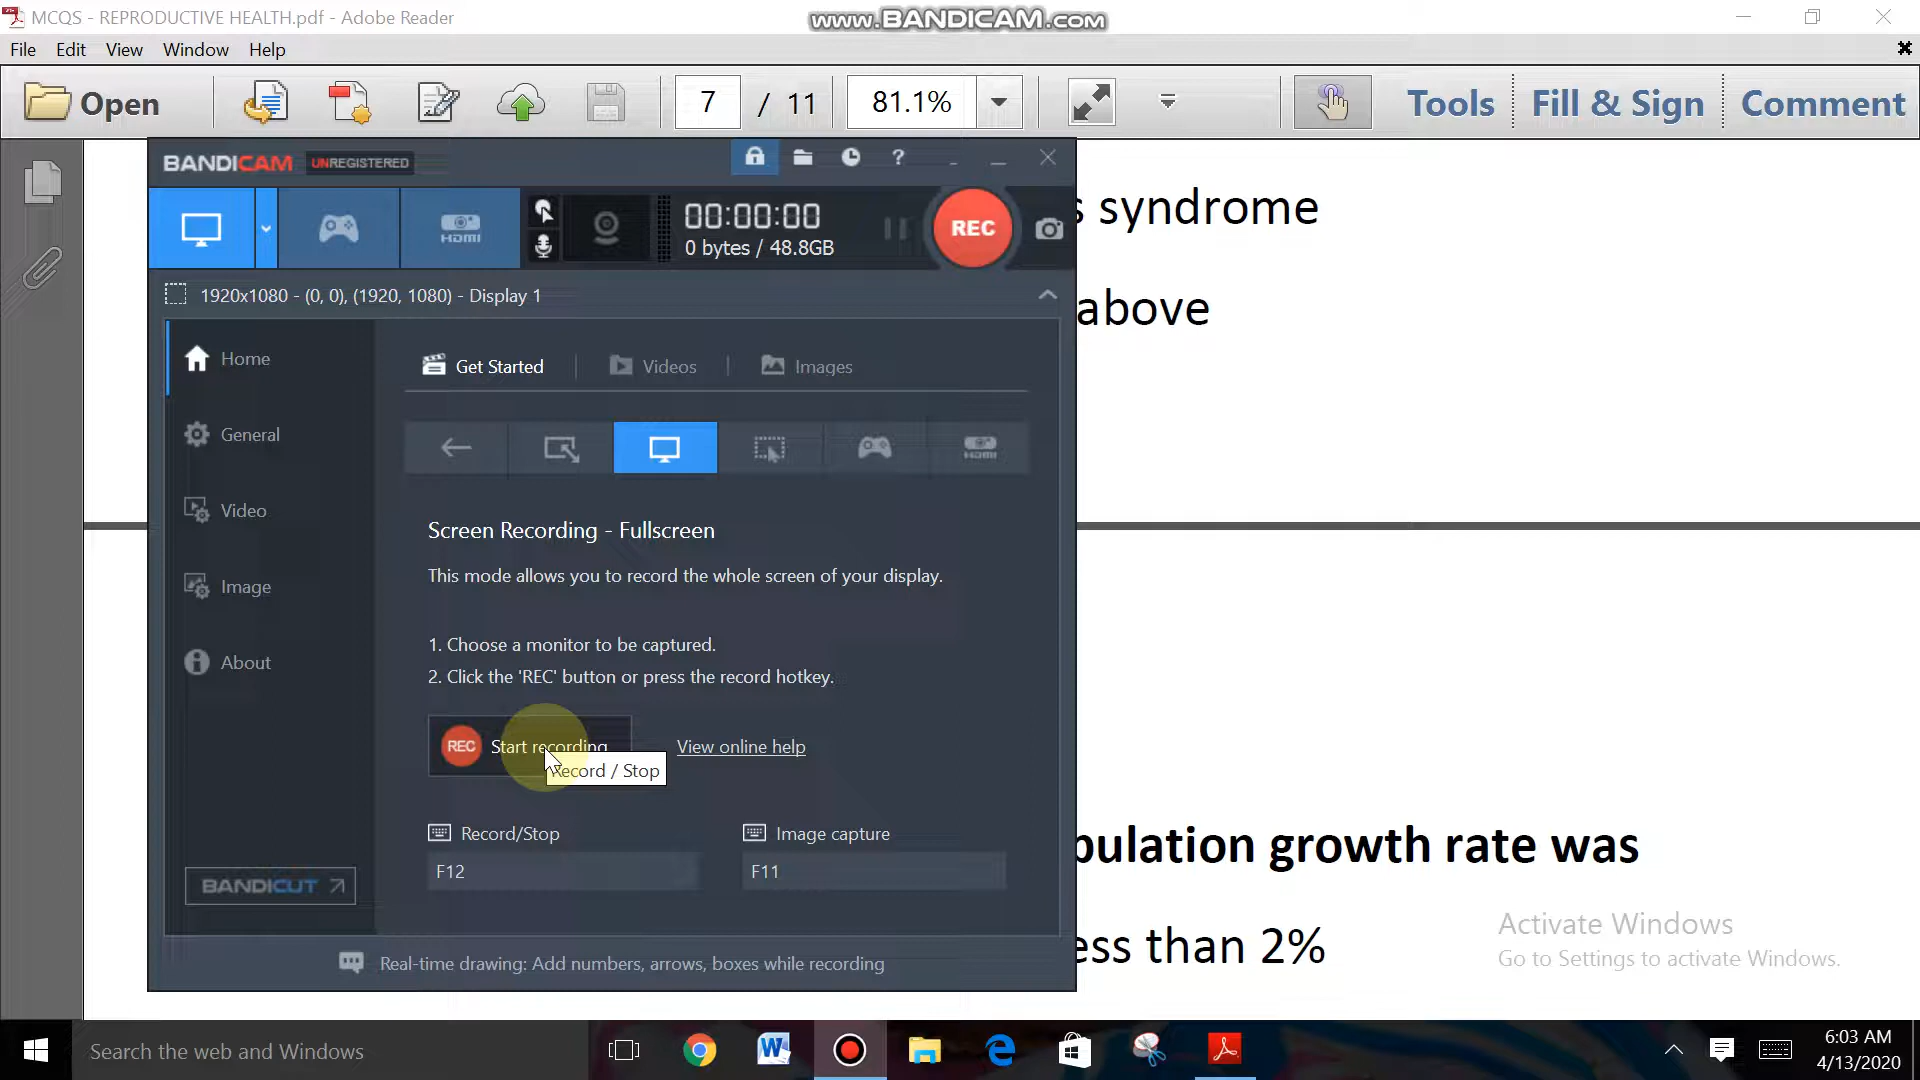 MCQS - REPRODUCTIVE HEALTH.pdf - Adobe Reader
www.BANDICAM.com
File Edit View Window Help
Open 7 / 11 81.1% Tools Fill & Sign Comment
BANDICAM UNREGISTERED
?
HDMI
00:00:00
0 bytes / 48.8GB
REC
s syndrome
1920x1080 - (0, 0), (1920, 1080) - Display 1
above
Home
General
Video
Image
About
BANDICUT
Get Started Videos Images
HDMI
Screen Recording - Fullscreen
This mode allows you to record the whole screen of your display.
1. Choose a monitor to be captured.
2. Click the 'REC' button or press the record hotkey.
REC Start recording View online help
Record / Stop
Record/Stop Image capture
F12 F11
Real-time drawing: Add numbers, arrows, boxes while recording
pulation growth rate was
ess than 2%
Activate Windows
Go to Settings to activate Windows.
Search the web and Windows
6:03 AM
4/13/2020